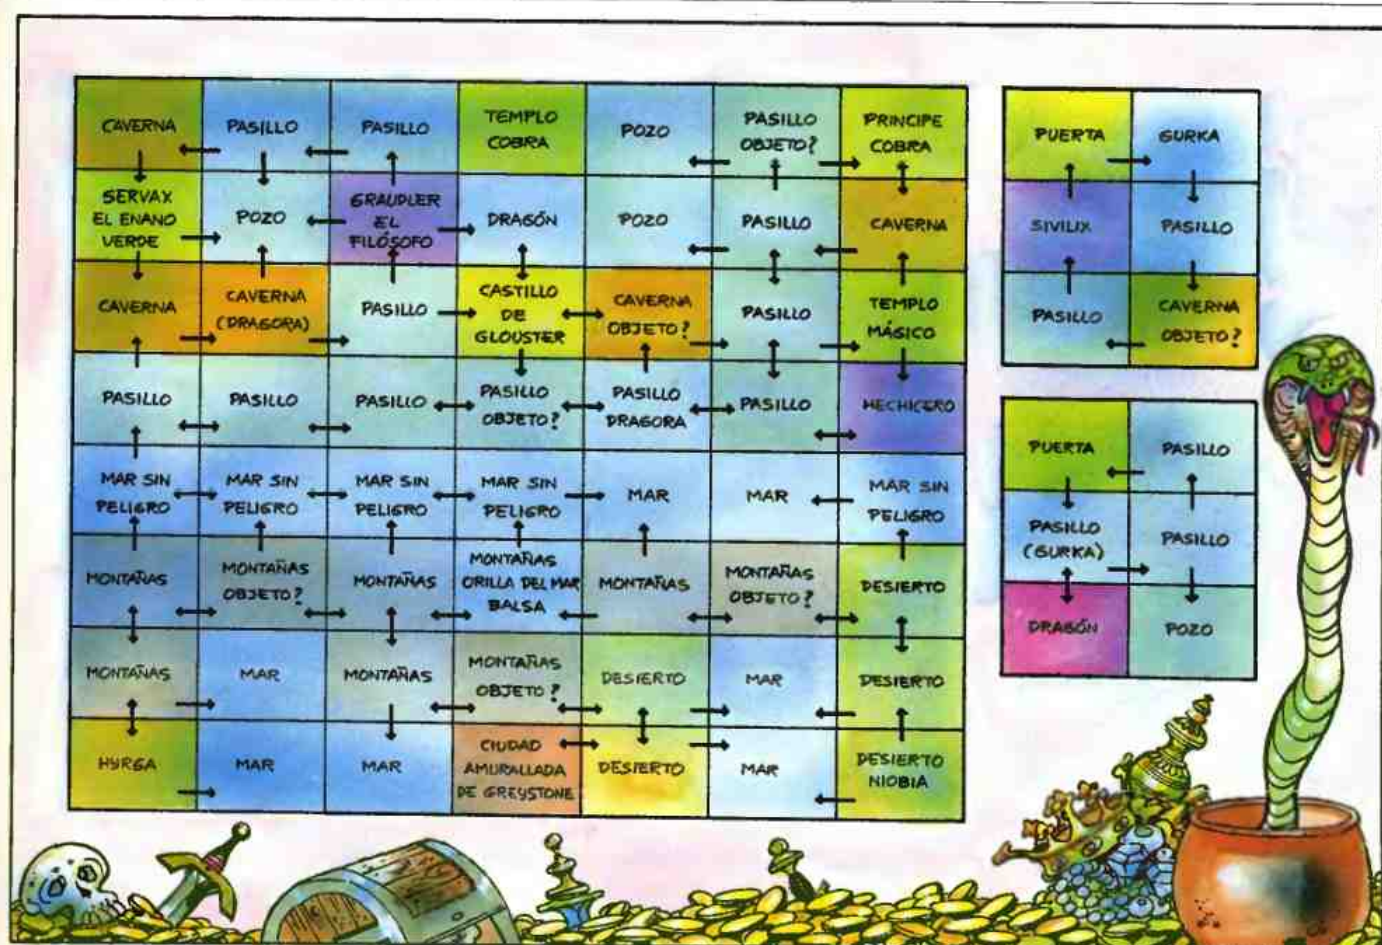 CAVERNA
PASILLO
PASILLO
TEMPLO
COBRA
POZO
PASILLO
OBJETO?
PRINCIPE
COBRA
SERVAX
EL ENANO
VERDE
POZO
GRAUDLER
EL
FILÓSOFO
DRAGÓN
POZO
PASILLO
CAVERNA
CAVERNA
CAVERNA
(DRAGORA)
PASILLO
CASTILLO
DE
GLOUSTER
CAVERNA
OBJETO?
PASILLO
TEMPLO
MÁGICO
PASILLO
PASILLO
PASILLO
PASILLO
OBJETO?
PASILLO
DRAGORA
PASILLO
HECHICERO
MAR SIN
PELIGRO
MAR SIN
PELIGRO
MAR SIN
PELIGRO
MAR SIN
PELIGRO
MAR
MAR
MAR SIN
PELIGRO
MONTAÑAS
MONTAÑAS
OBJETO?
MONTAÑAS
MONTAÑAS
ORILLA DEL MAR
BALSA
MONTAÑAS
MONTAÑAS
OBJETO?
DESIERTO
MONTAÑAS
MAR
MONTAÑAS
MONTAÑAS
OBJETO?
DESIERTO
MAR
DESIERTO
HYRGA
MAR
MAR
CIUDAD
AMURALLADA
DE GREYSTONE
DESIERTO
MAR
DESIERTO
NIOBIA
PUERTA
GURKA
SIVILIX
PASILLO
PASILLO
CAVERNA
OBJETO?
PUERTA
PASILLO
PASILLO
(GURKA)
PASILLO
DRAGÓN
POZO